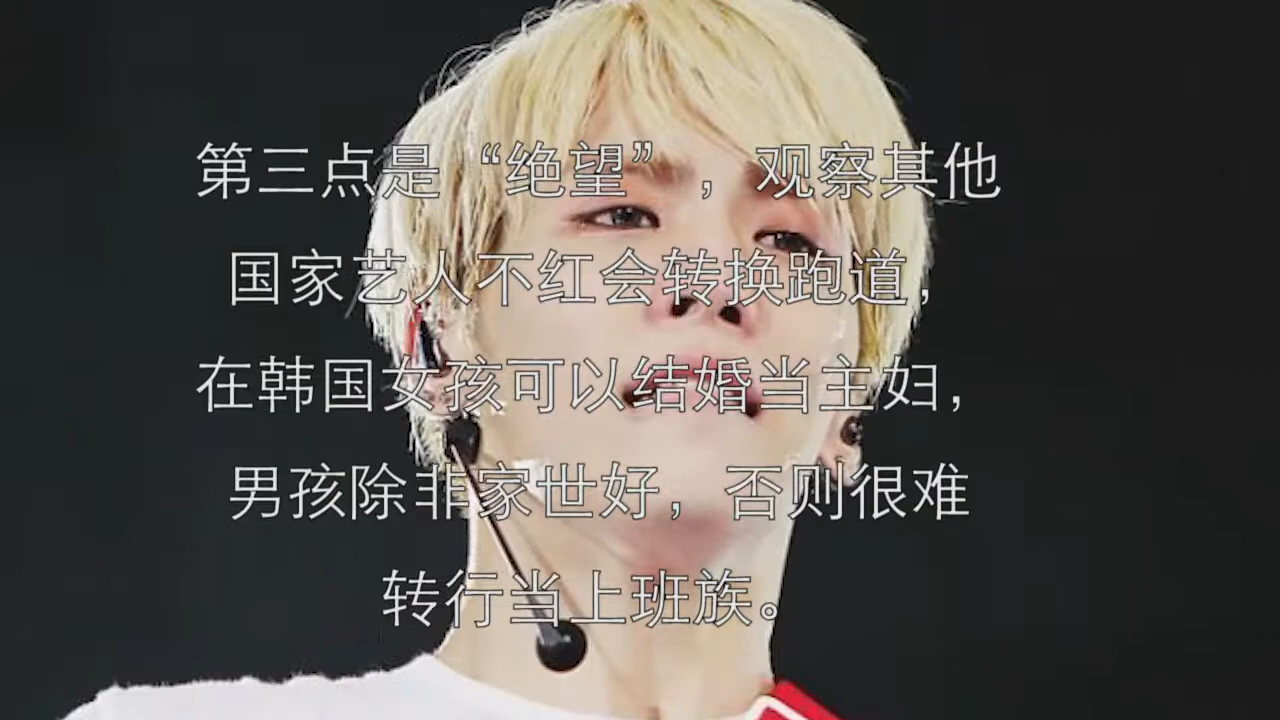 第三点是“绝望”，观察其他
国家艺人不红会转换跑道，
在韩国女孩可以结婚当主妇，
男孩除非家世好，否则很难
转行当上班族。